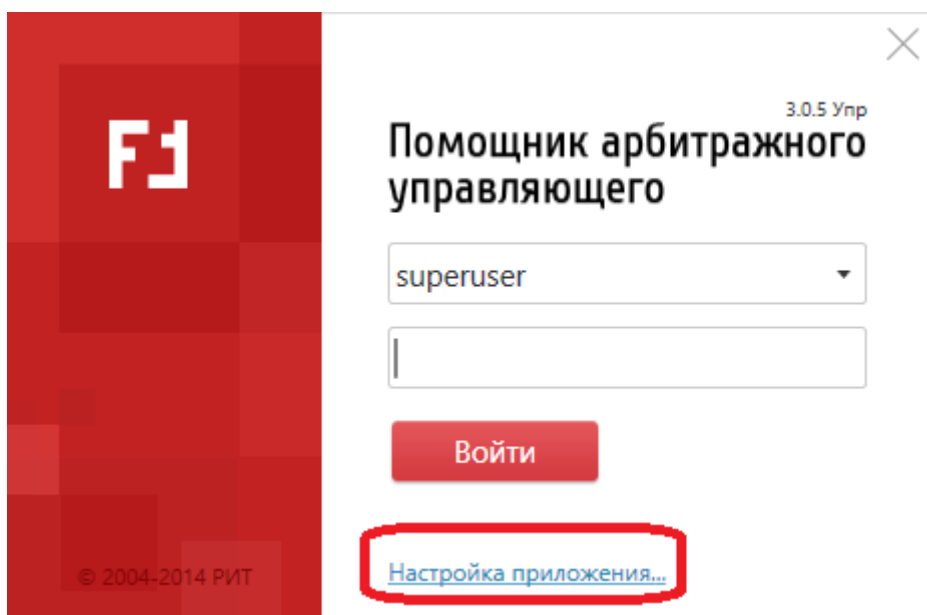 3.0.5 Упр
Помощник арбитражного
управляющего
superuser
Войти
Настройка приложения...
© 2004-2014 РИТ